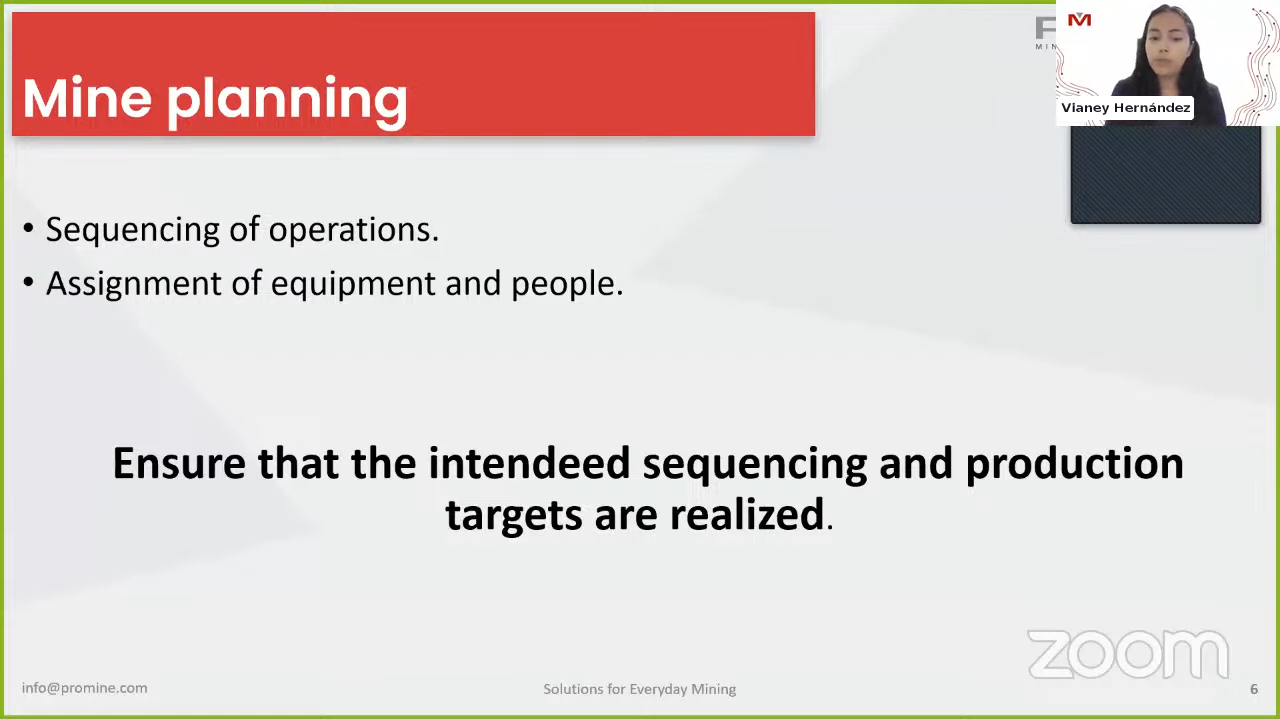 Mine planning
Vianey Hernández
• Sequencing of operations.
• Assignment of equipment and people.
Ensure that the intendeed sequencing and production
targets are realized.
zoom
info@promine.com
Solutions for Everyday Mining
6